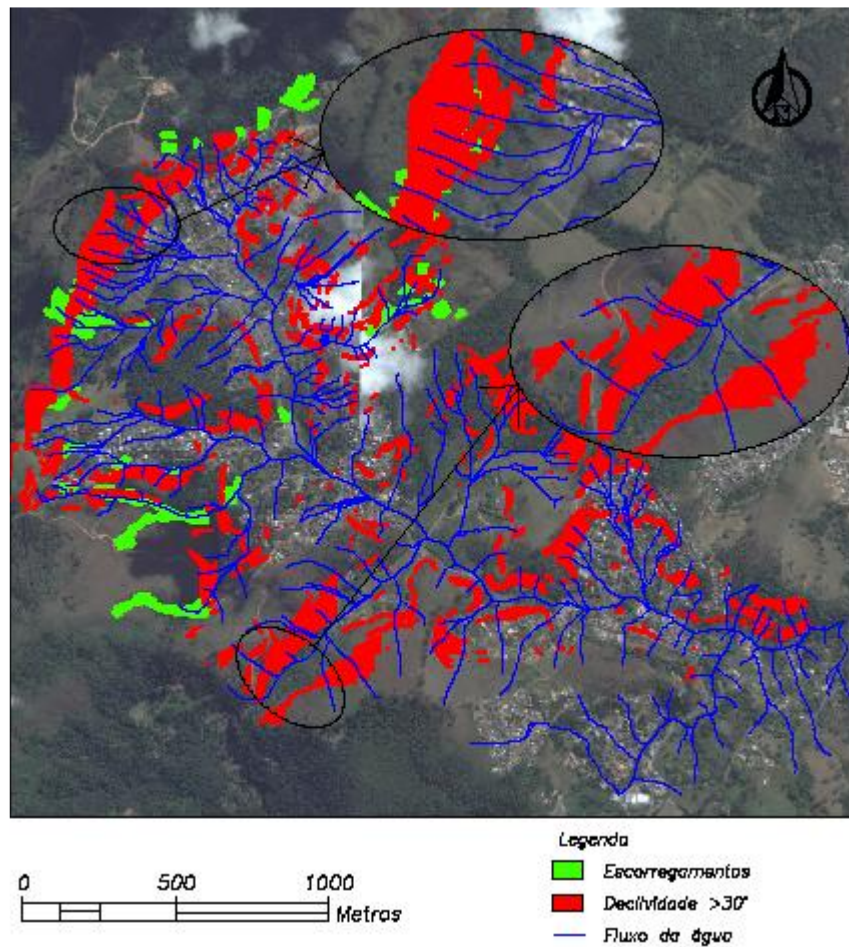 N
0 500 1000
Metros
Legenda
Escorregamentos
Declividade >30°
Fluxo da água